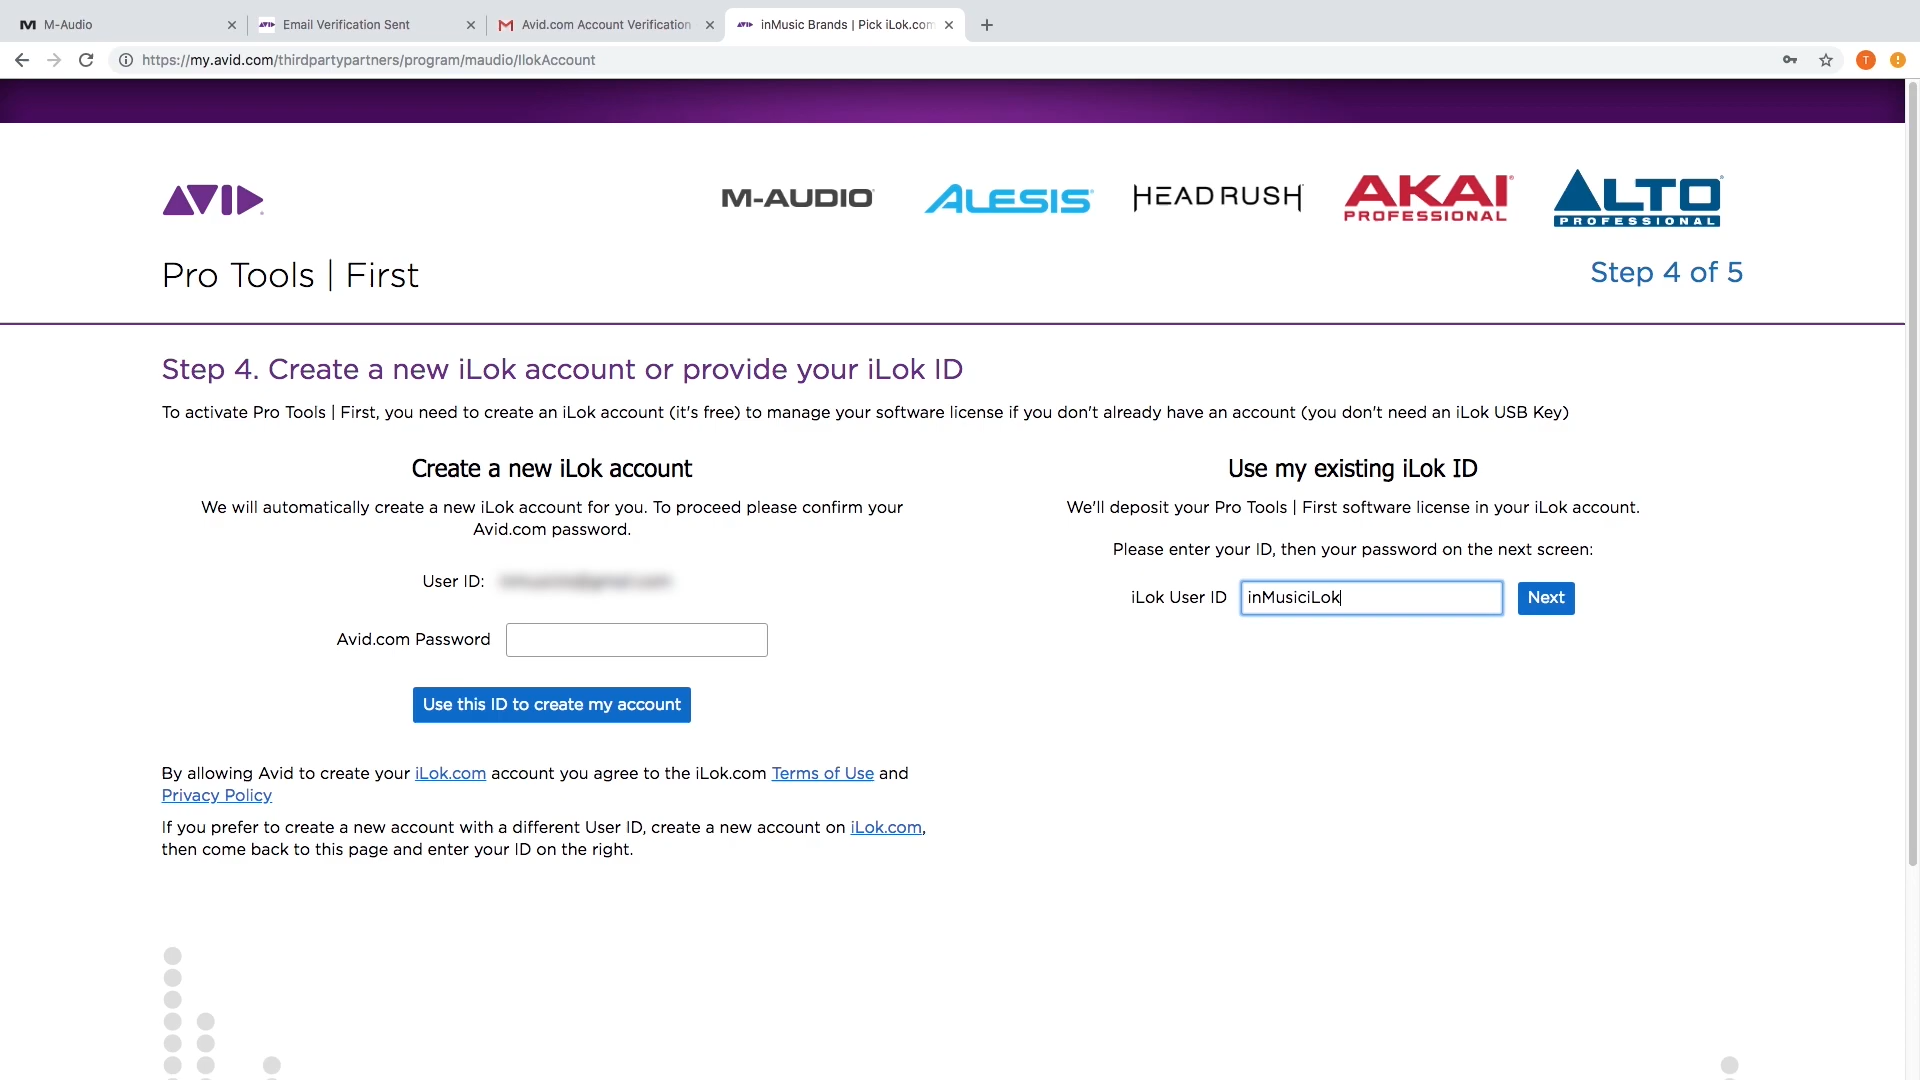 M-Audio
Email Verification Sent
Avid.com Account Verification
inMusic Brands | Pick iLok.com
https://my.avid.com/thirdpartypartners/program/maudio/IlokAccount
T
AVID
M-AUDIO
ALESIS
HEADRUSH
AKAI
PROFESSIONAL
ALTO
PROFESSIONAL
Pro Tools | First
Step 4 of 5
Step 4. Create a new iLok account or provide your iLok ID
To activate Pro Tools | First, you need to create an iLok account (it's free) to manage your software license if you don't already have an account (you don't need an iLok USB Key)
Create a new iLok account
We will automatically create a new iLok account for you. To proceed please confirm your
Avid.com password.
User ID:
Avid.com Password
Use this ID to create my account
By allowing Avid to create your iLok.com account you agree to the iLok.com Terms of Use and
Privacy Policy
If you prefer to create a new account with a different User ID, create a new account on iLok.com,
then come back to this page and enter your ID on the right.
Use my existing iLok ID
We'll deposit your Pro Tools | First software license in your iLok account.
Please enter your ID, then your password on the next screen:
iLok User ID
inMusiciLok
Next